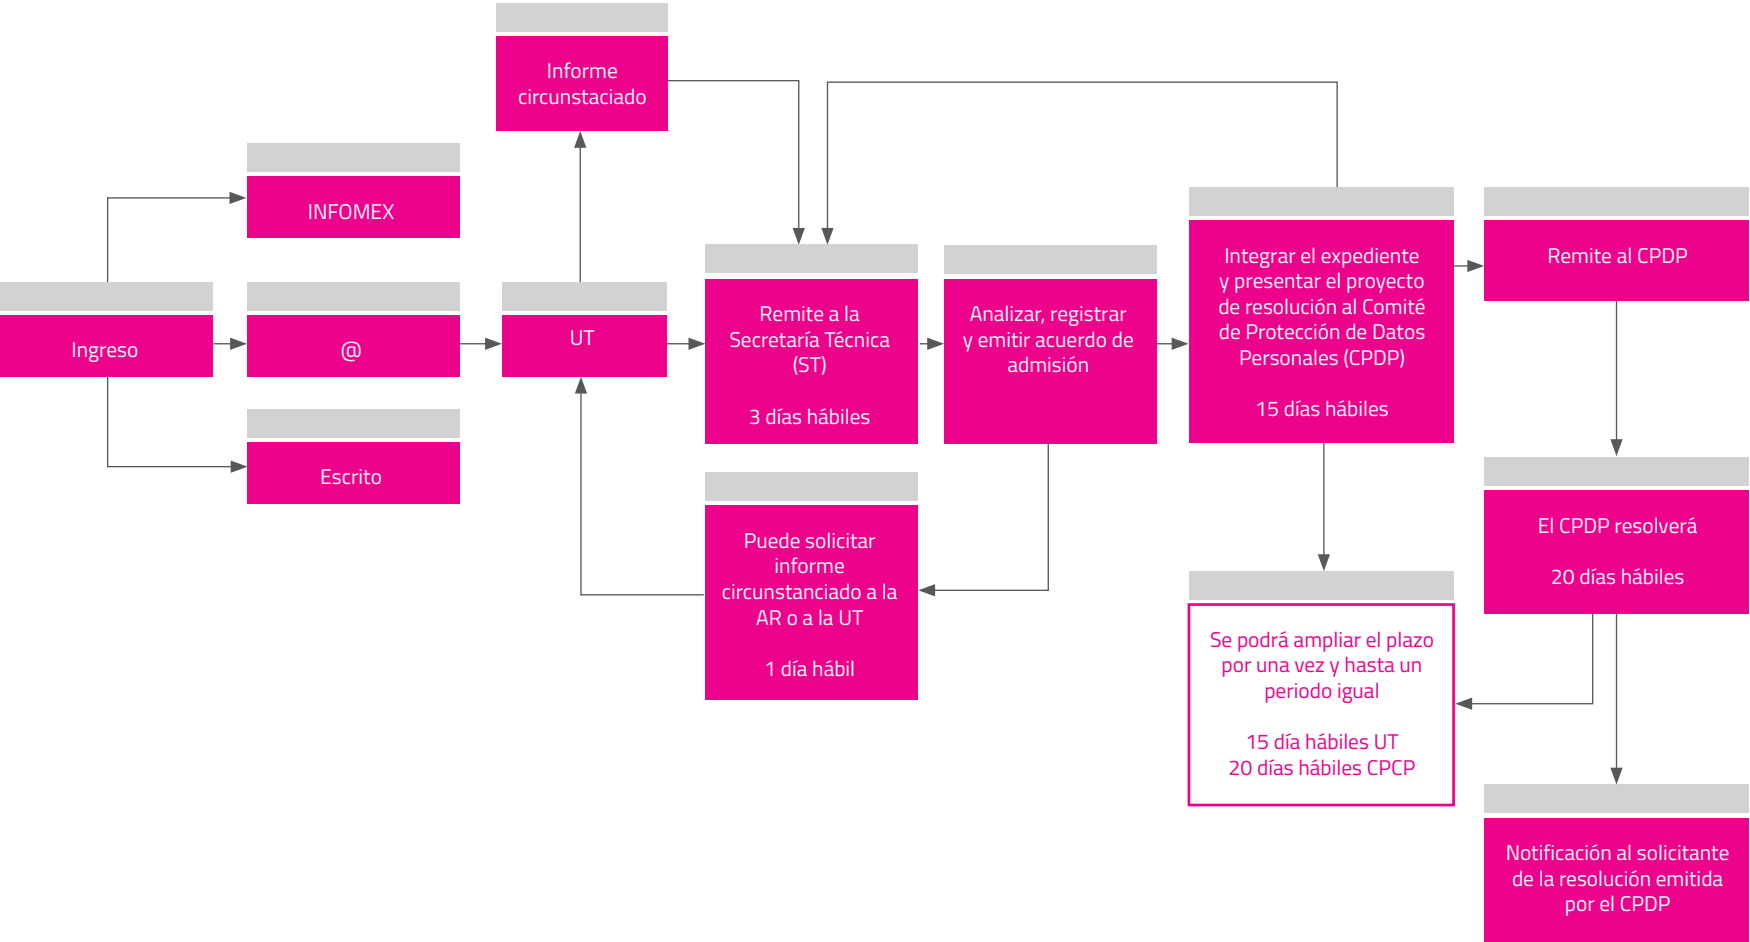 Informe
circunstaciado
INFOMEX
Ingreso
@
Escrito
UT
Remite a la
Secretaría Técnica
(ST)
3 días hábiles
Analizar, registrar
y emitir acuerdo de
admisión
Puede solicitar
informe
circunstanciado a la
AR o a la UT
1 día hábil
Integrar el expediente
y presentar el proyecto
de resolución al Comité
de Protección de Datos
Personales (CPDP)
15 días hábiles
Remite al CPDP
El CPDP resolverá
20 días hábiles
Se podrá ampliar el plazo
por una vez y hasta un
periodo igual
15 día hábiles UT
20 días hábiles CPCP
Notificación al solicitante
de la resolución emitida
por el CPDP